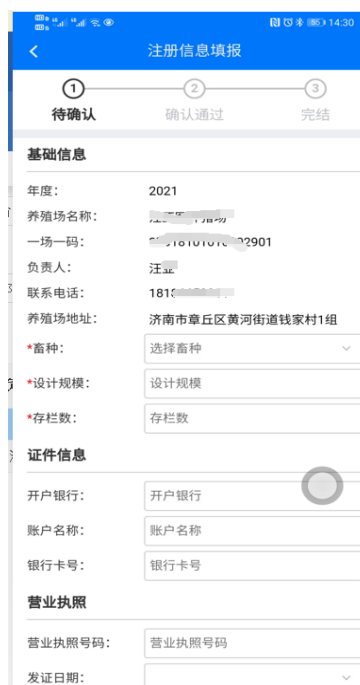 14:30
注册信息填报
1 2 3
待确认 确认通过 完结
基础信息
年度： 2021
养殖场名称：
一场一码： 2901
负责人： 汪
联系电话： 181
养殖场地址： 济南市章丘区黄河街道钱家村1组
*畜种： 选择畜种
*设计规模： 设计规模
*存栏数： 存栏数
证件信息
开户银行： 开户银行
账户名称： 账户名称
银行卡号： 银行卡号
营业执照
营业执照号码： 营业执照号码
发证日期：